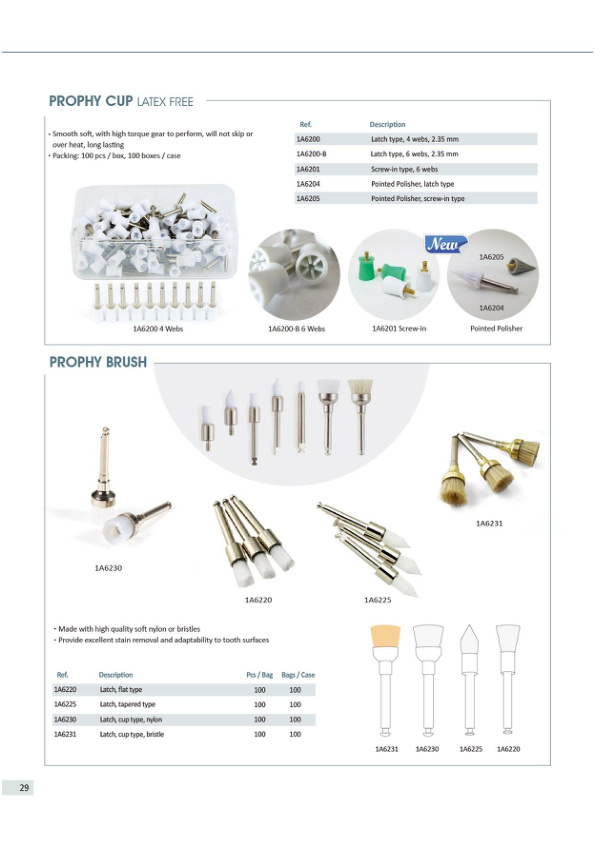 PROPHY CUP LATEX FREE
• Smooth soft, with high torque gear to perform, will not skip or
over heat, long lasting
• Packing: 100 pcs / box, 100 boxes / case
Ref. Description
1A6200 Latch type, 4 webs, 2.35 mm
1A6200-B Latch type, 6 webs, 2.35 mm
1A6201 Screw-in type, 6 webs
1A6204 Pointed Polisher, latch type
1A6205 Pointed Polisher, screw-in type
New
1A6205
1A6204
1A6200 4 Webs
1A6200-B 6 Webs
1A6201 Screw-in
Pointed Polisher
PROPHY BRUSH
1A6231
1A6230
1A6220
1A6225
• Made with high quality soft nylon or bristles
• Provide excellent stain removal and adaptability to tooth surfaces
Ref. Description Pcs / Bag Bags / Case
1A6220 Latch, flat type 100 100
1A6225 Latch, tapered type 100 100
1A6230 Latch, cup type, nylon 100 100
1A6231 Latch, cup type, bristle 100 100
1A6231 1A6230 1A6225 1A6220
29